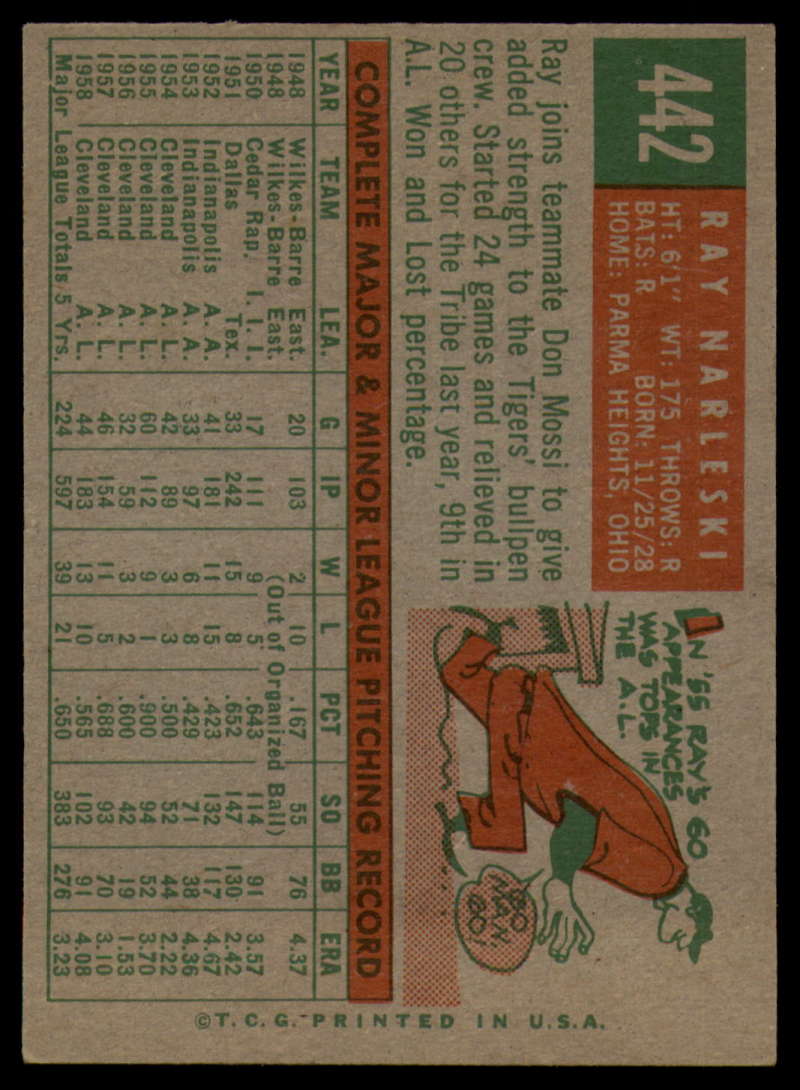 442
RAY NARLESKI
HT: 6'1" WT: 175 THROWS: R
BATS: R BORN: 11/25/28
HOME: PARMA HEIGHTS, OHIO
Ray joins teammate Don Mossi to give
added strength to the Tigers' bullpen
crew. Started 24 games and relieved in
20 others for the Tribe last year, 9th in
A.L. Won and Lost percentage.
IN '55 RAY'S 60
APPEARANCES
WAS TOPS IN
THE A.L.
GO
RAY
GO!
COMPLETE MAJOR & MINOR LEAGUE PITCHING RECORD
YEAR TEAM LEA. G IP W L PCT SO BB ERA
1948 Wilkes-Barre East. 20 103 2 10 .167 55 76 4.37
1948 Wilkes-Barre East. (Out of Organized Ball)
1950 Cedar Rap. I. I. I. 17 111 9 5 .643 114 91 3.57
1951 Dallas Tex. 33 242 15 8 .652 147 130 2.42
1952 Indianapolis A. A. 41 181 11 15 .423 132 117 4.67
1953 Indianapolis A. A. 33 97 6 8 .429 71 38 4.36
1954 Cleveland A. L. 42 89 3 3 .500 52 44 2.22
1955 Cleveland A. L. 60 112 9 1 .900 94 52 3.70
1956 Cleveland A. L. 32 59 3 2 .600 42 19 1.53
1957 Cleveland A. L. 46 154 11 5 .688 93 70 3.10
1958 Cleveland A. L. 44 183 13 10 .565 102 91 4.08
Major League Totals 5 Yrs. 224 597 39 21 .650 383 276 3.23
©T.C.G. PRINTED IN U.S.A.